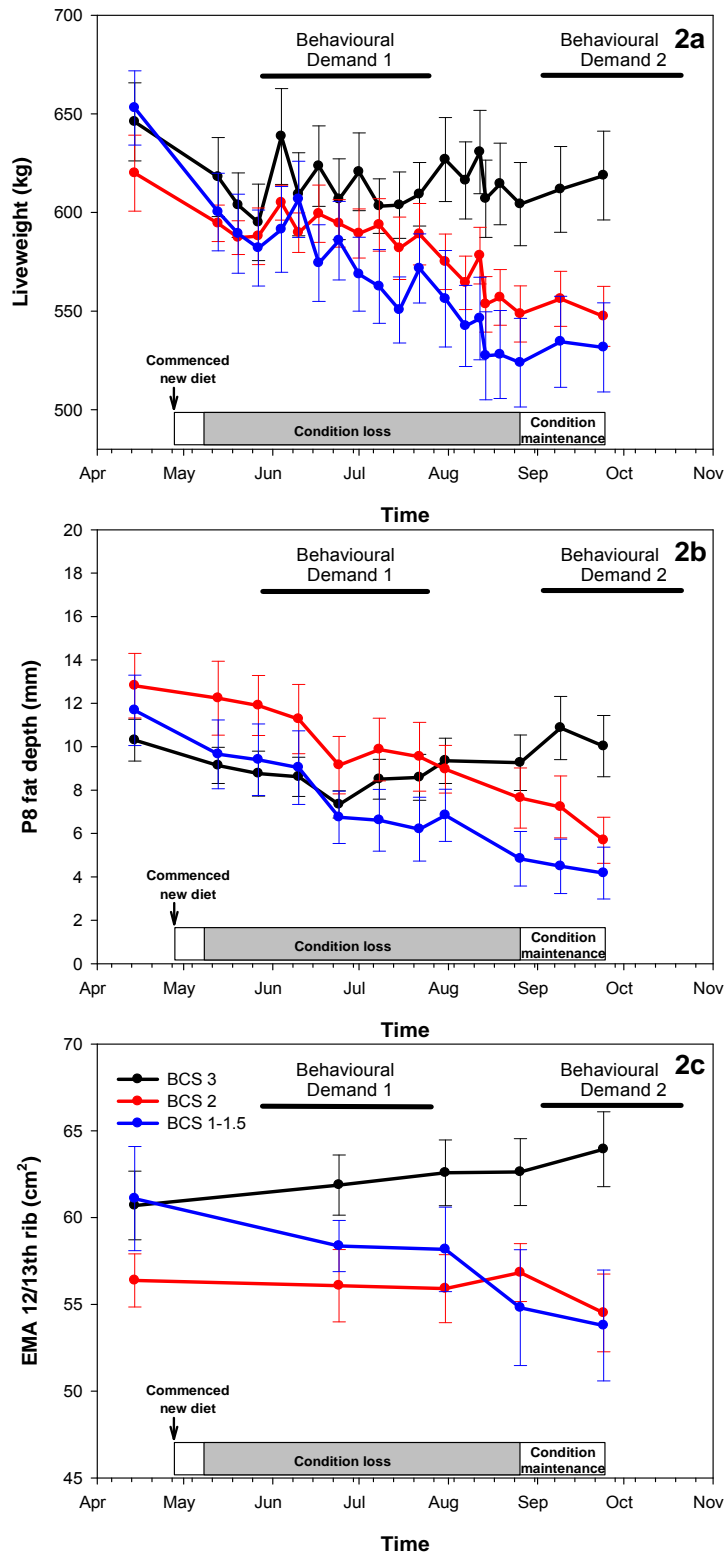 2a
Behavioural
Demand 1
Behavioural
Demand 2
700
650
600
550
500
Liveweight (kg)
Commenced
new diet
Condition loss
Condition
maintenance
Apr May Jun Jul Aug Sep Oct Nov
Time
2b
Behavioural
Demand 1
Behavioural
Demand 2
20
18
16
14
12
10
8
6
4
2
0
P8 fat depth (mm)
Commenced
new diet
Condition loss
Condition
maintenance
Apr May Jun Jul Aug Sep Oct Nov
Time
2c
BCS 3
BCS 2
BCS 1-1.5
Behavioural
Demand 1
Behavioural
Demand 2
70
65
60
55
50
45
EMA 12/13th rib (cm²)
Commenced
new diet
Condition loss
Condition
maintenance
Apr May Jun Jul Aug Sep Oct Nov
Time